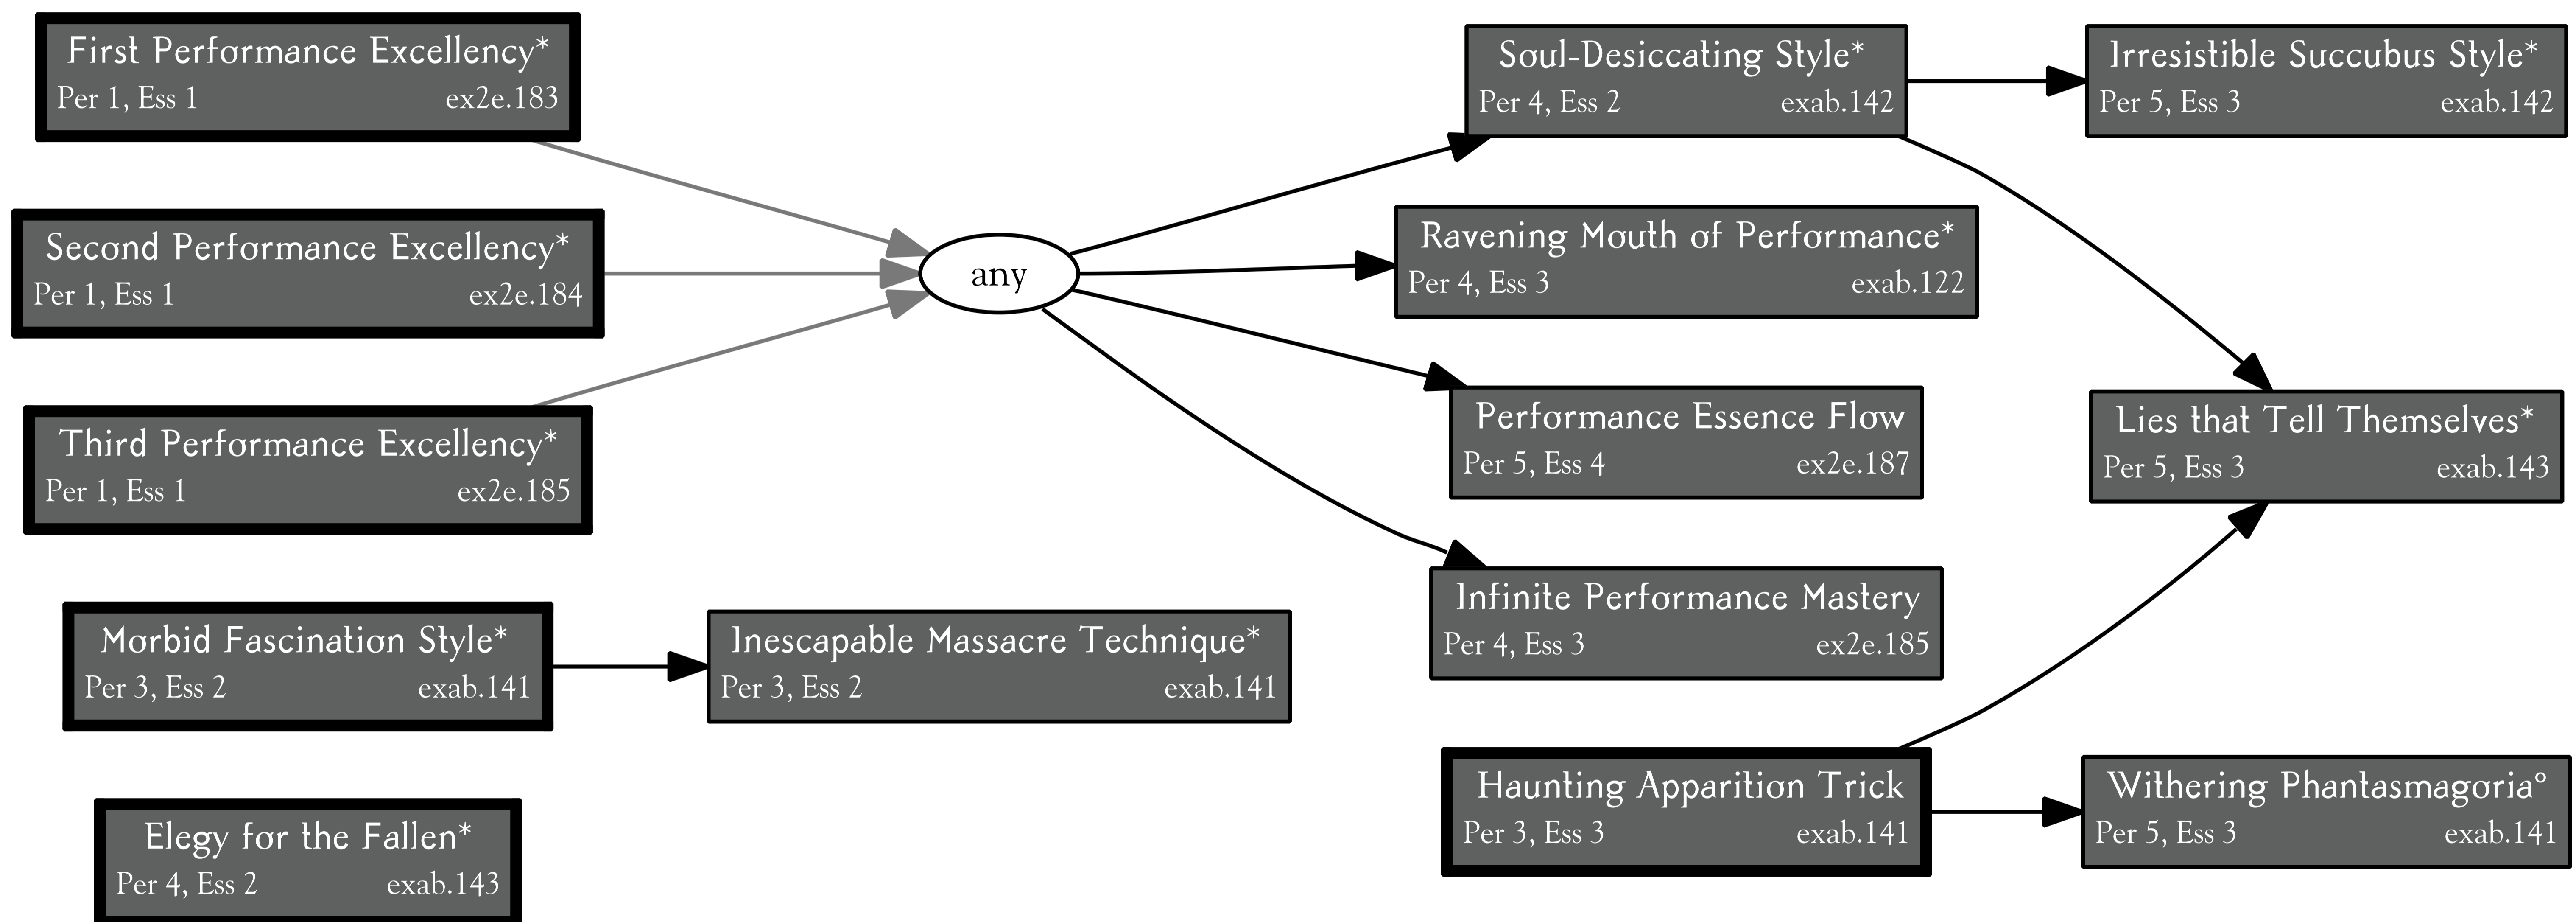 First Performance Excellency*
Per 1, Ess 1 ex2e.183
Second Performance Excellency*
Per 1, Ess 1 ex2e.184
Third Performance Excellency*
Per 1, Ess 1 ex2e.185
Morbid Fascination Style*
Per 3, Ess 2 exab.141
Elegy for the Fallen*
Per 4, Ess 2 exab.143
Inescapable Massacre Technique*
Per 3, Ess 2 exab.141
any
Soul-Desiccating Style*
Per 4, Ess 2 exab.142
Ravening Mouth of Performance*
Per 4, Ess 3 exab.122
Performance Essence Flow
Per 5, Ess 4 ex2e.187
Infinite Performance Mastery
Per 4, Ess 3 ex2e.185
Haunting Apparition Trick
Per 3, Ess 3 exab.141
Irresistible Succubus Style*
Per 5, Ess 3 exab.142
Lies that Tell Themselves*
Per 5, Ess 3 exab.143
Withering Phantasmagoria°
Per 5, Ess 3 exab.141